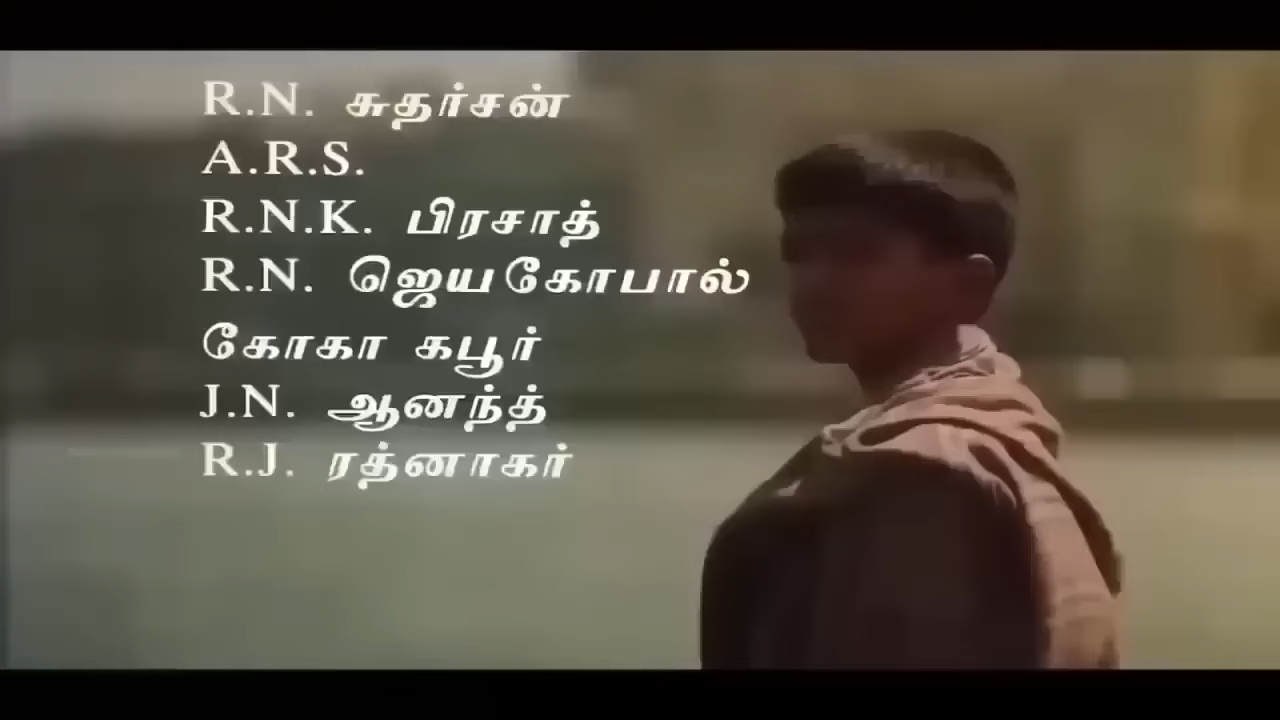 R.N. சுதர்சன்
A.R.S.
R.N.K. பிரசாத்
R.N. ஜெயகோபால்
கோகா கபூர்
J.N. ஆனந்த்
R.J. ரத்னாகர்